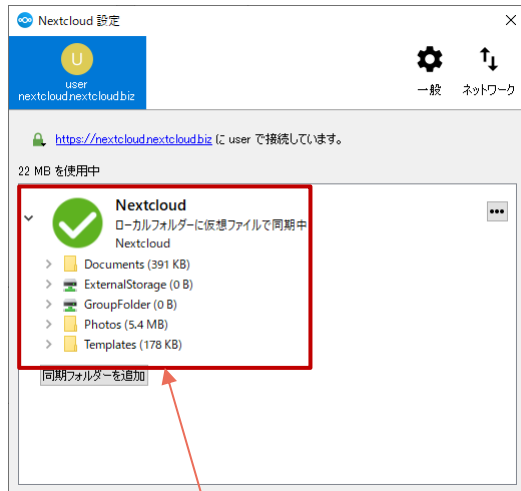 Nextcloud 設定
U
user
nextcloud.nextcloud.biz
一般
ネットワーク
https://nextcloud.nextcloud.biz に user で接続しています。
22 MB を使用中
Nextcloud
ローカルフォルダーに仮想ファイルで同期中
Nextcloud
Documents (391 KB)
ExternalStorage (0 B)
GroupFolder (0 B)
Photos (5.4 MB)
Templates (178 KB)
同期フォルダーを追加